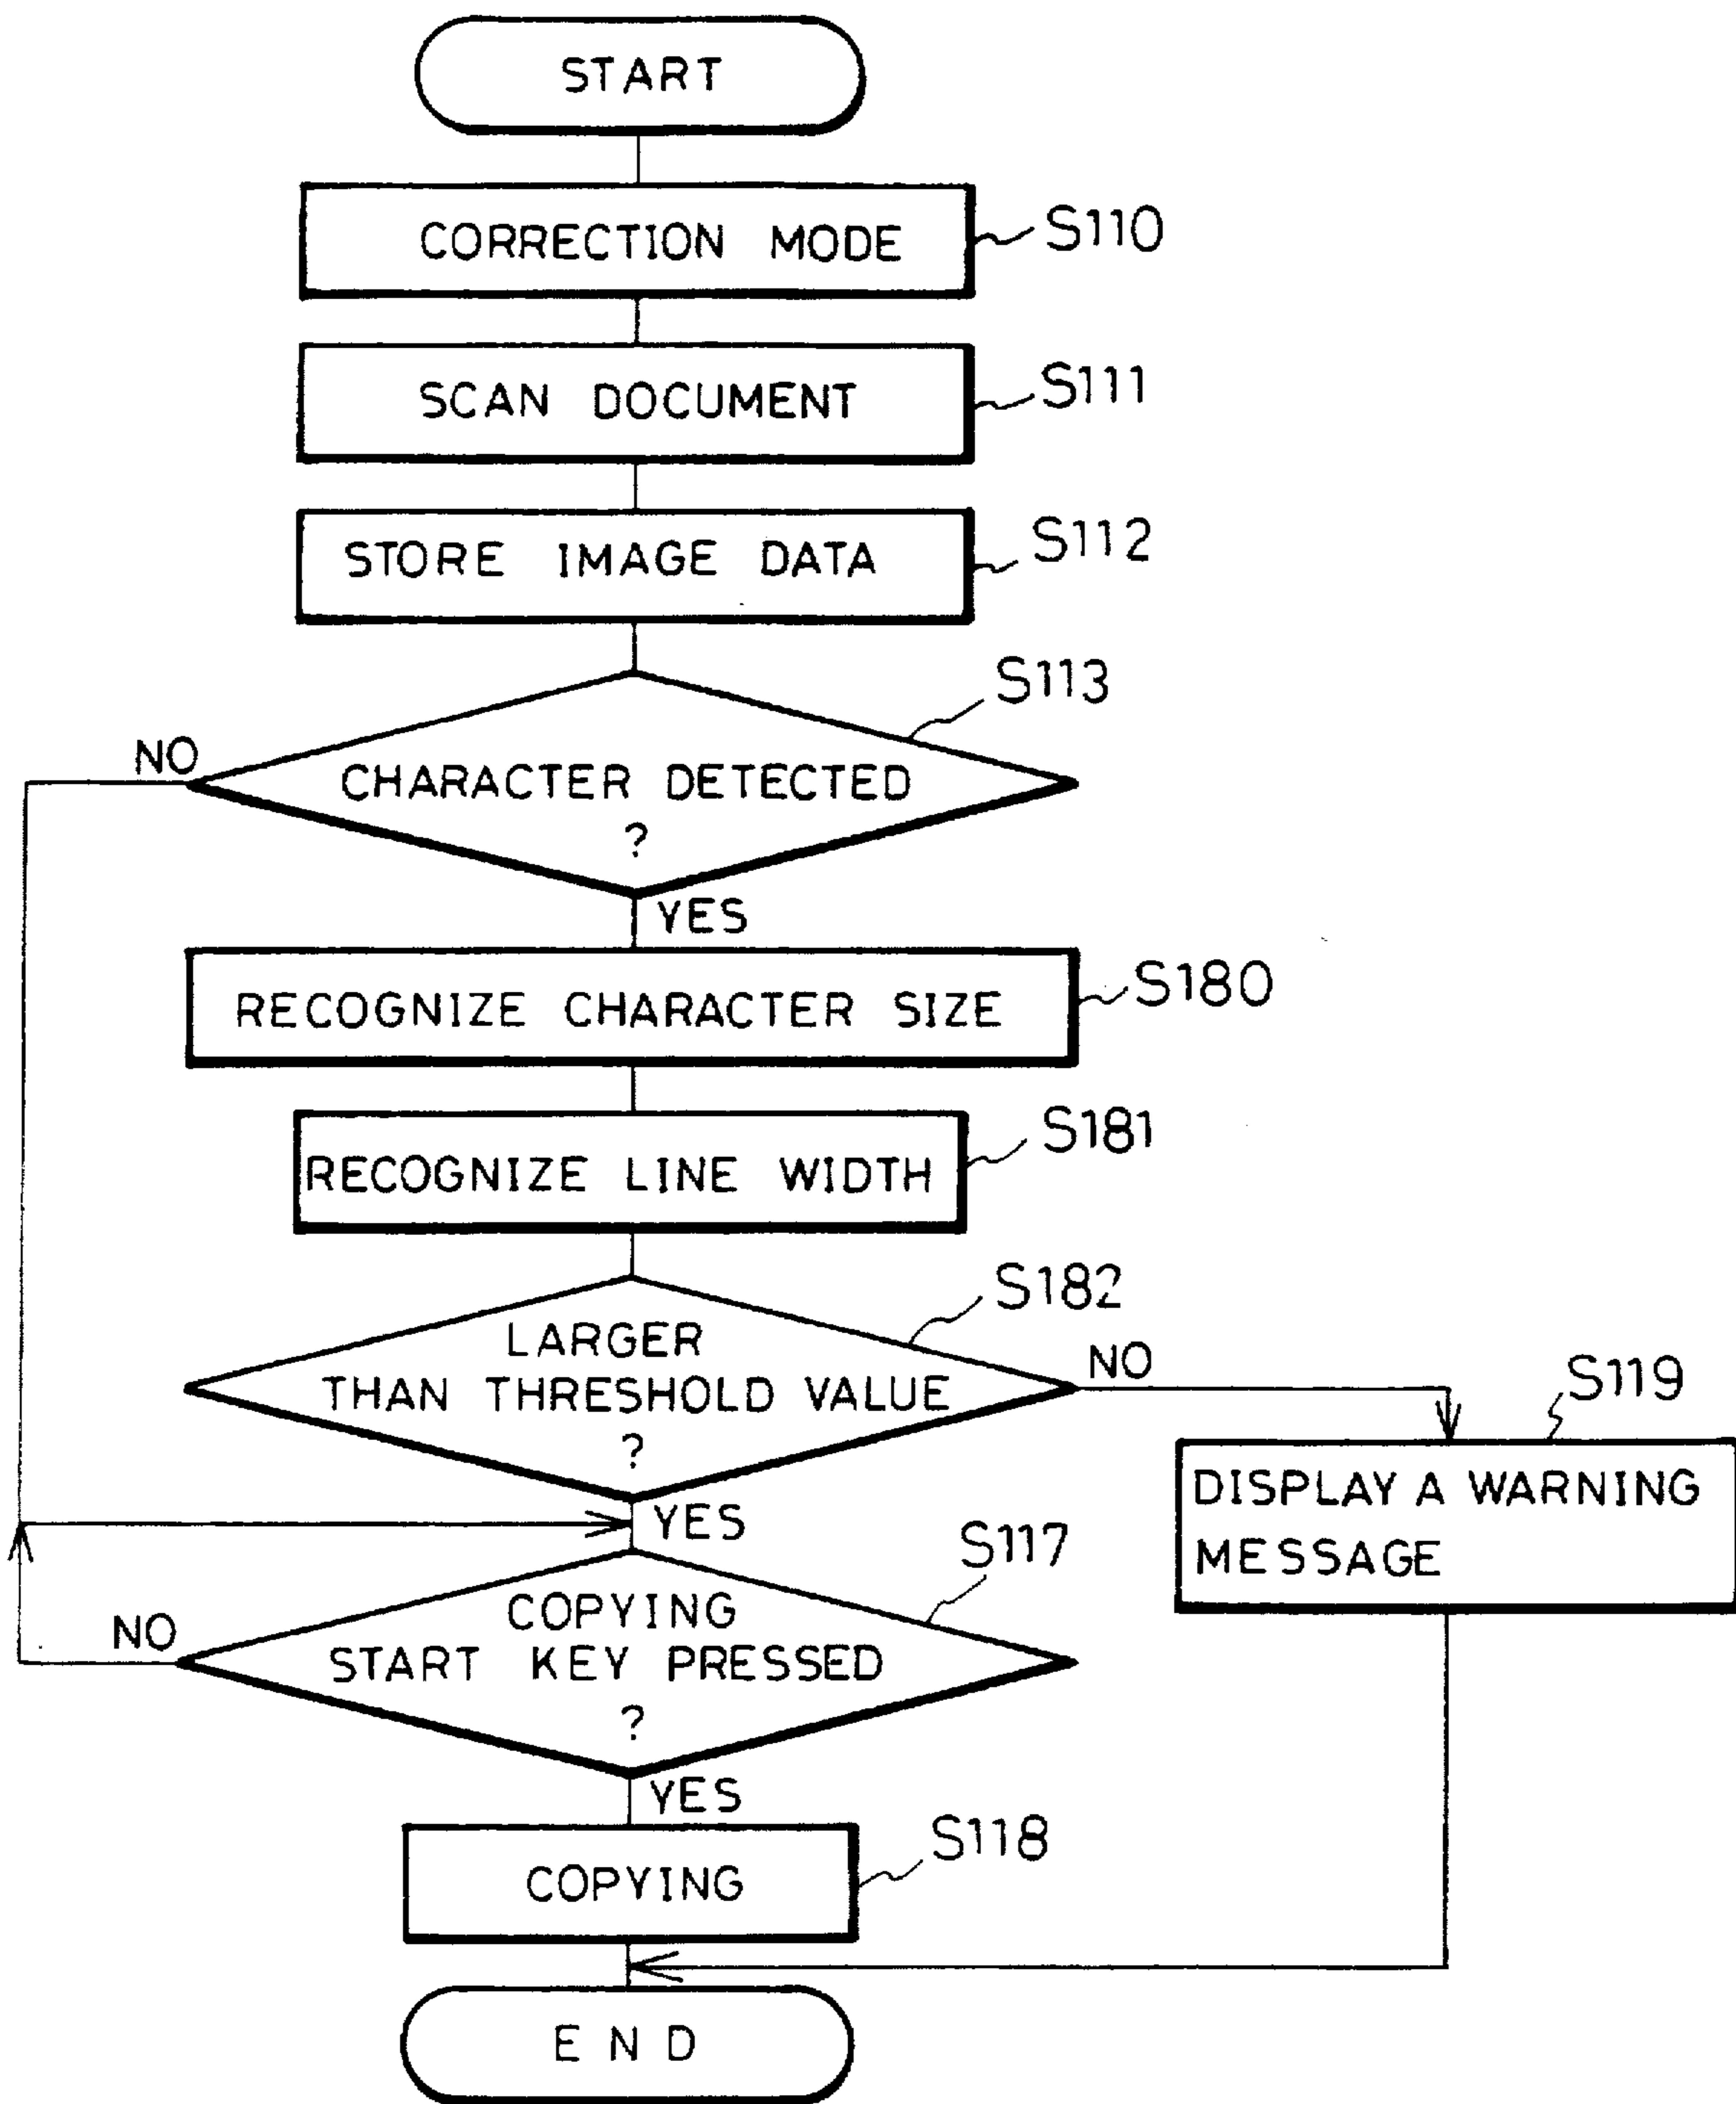 START
CORRECTION MODE
S110
SCAN DOCUMENT
S111
STORE IMAGE DATA
S112
S113
NO
CHARACTER DETECTED
?
YES
RECOGNIZE CHARACTER SIZE
S180
RECOGNIZE LINE WIDTH
S181
S182
LARGER
THAN THRESHOLD VALUE
?
NO
S119
DISPLAY A WARNING
MESSAGE
YES
S117
COPYING
START KEY PRESSED
?
NO
YES
COPYING
S118
END